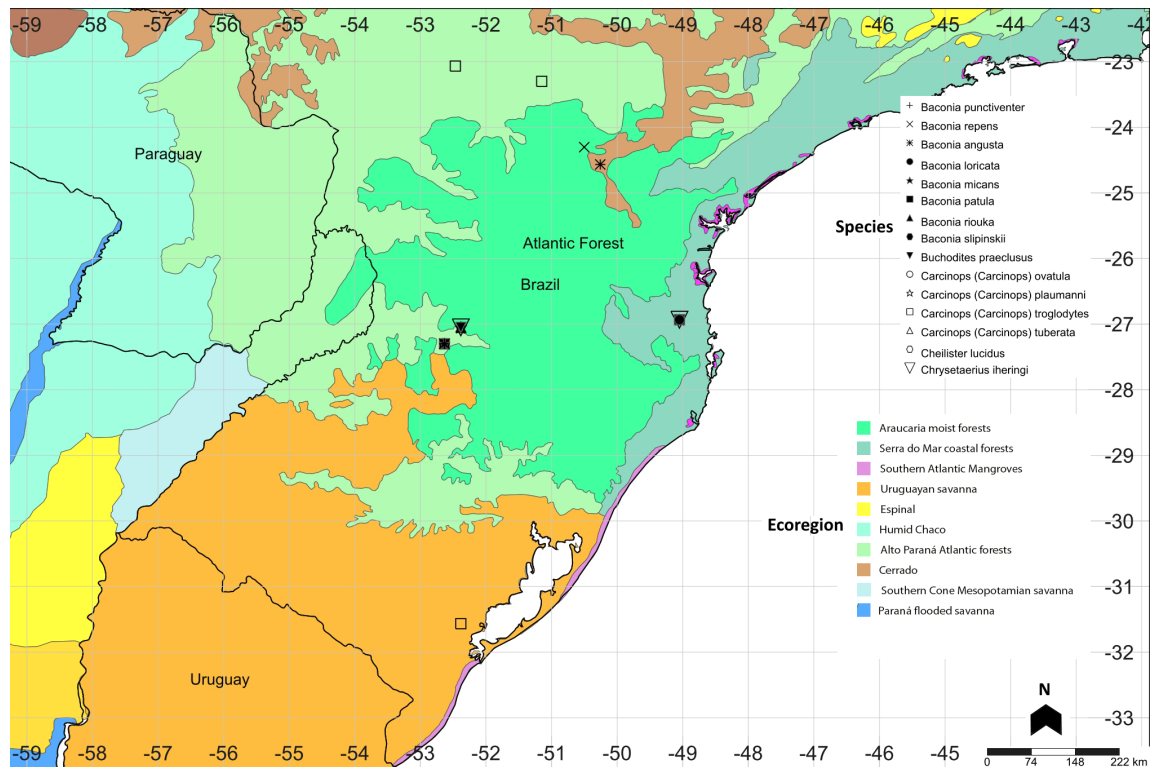 -59 -58 -57 -56 -55 -54 -53 -52 -51 -50 -49 -48 -47 -46 -45 -44 -43 -42
-23
-24
-25
-26
-27
-28
-29
-30
-31
-32
-33
Paraguay
Atlantic Forest
Brazil
Uruguay
Species
Baconia punctiventer
Baconia repens
Baconia angusta
Baconia loricata
Baconia micans
Baconia patula
Baconia riouka
Baconia slipinskii
Buchodites praeclusus
Carcinops (Carcinops) ovatula
Carcinops (Carcinops) plaumanni
Carcinops (Carcinops) troglodytes
Carcinops (Carcinops) tuberata
Cheilister lucidus
Chrysetaerius iheringi
Ecoregion
Araucaria moist forests
Serra do Mar coastal forests
Southern Atlantic Mangroves
Uruguayan savanna
Espinal
Humid Chaco
Alto Paraná Atlantic forests
Cerrado
Southern Cone Mesopotamian savanna
Paraná flooded savanna
N
0 74 148 222 km
-59 -58 -57 -56 -55 -54 -53 -52 -51 -50 -49 -48 -47 -46 -45